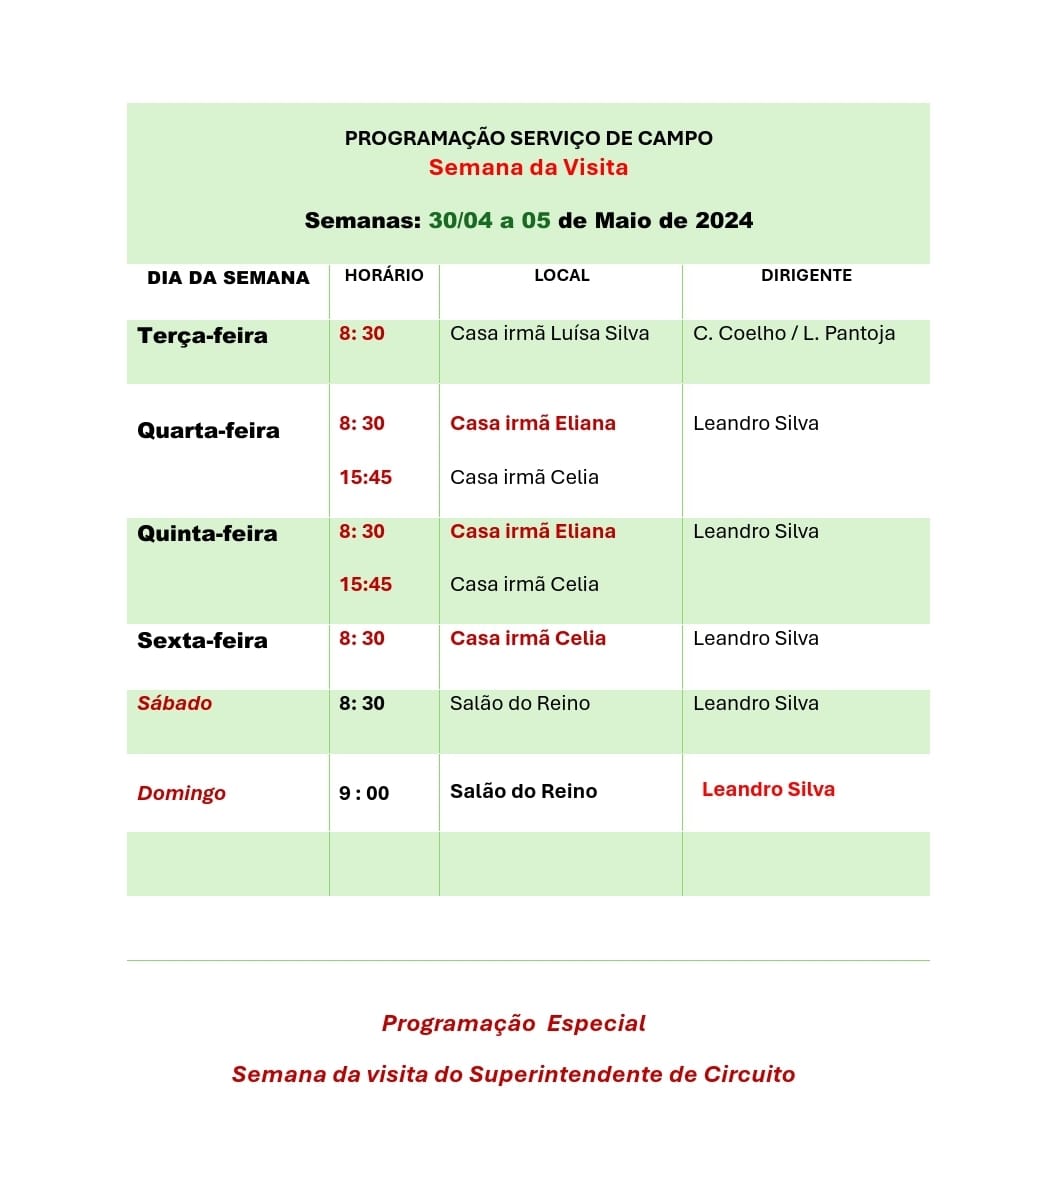 PROGRAMAÇÃO SERVIÇO DE CAMPO
Semana da Visita
Semanas: 30/04 a 05 de Maio de 2024
DIA DA SEMANA HORÁRIO LOCAL DIRIGENTE
Terça-feira 8: 30 Casa irmã Luísa Silva C. Coelho / L. Pantoja
Quarta-feira 8: 30 Casa irmã Eliana Leandro Silva
15:45 Casa irmã Celia
Quinta-feira 8: 30 Casa irmã Eliana Leandro Silva
15:45 Casa irmã Celia
Sexta-feira 8: 30 Casa irmã Celia Leandro Silva
Sábado 8: 30 Salão do Reino Leandro Silva
Domingo 9 : 00 Salão do Reino Leandro Silva
Programação Especial
Semana da visita do Superintendente de Circuito